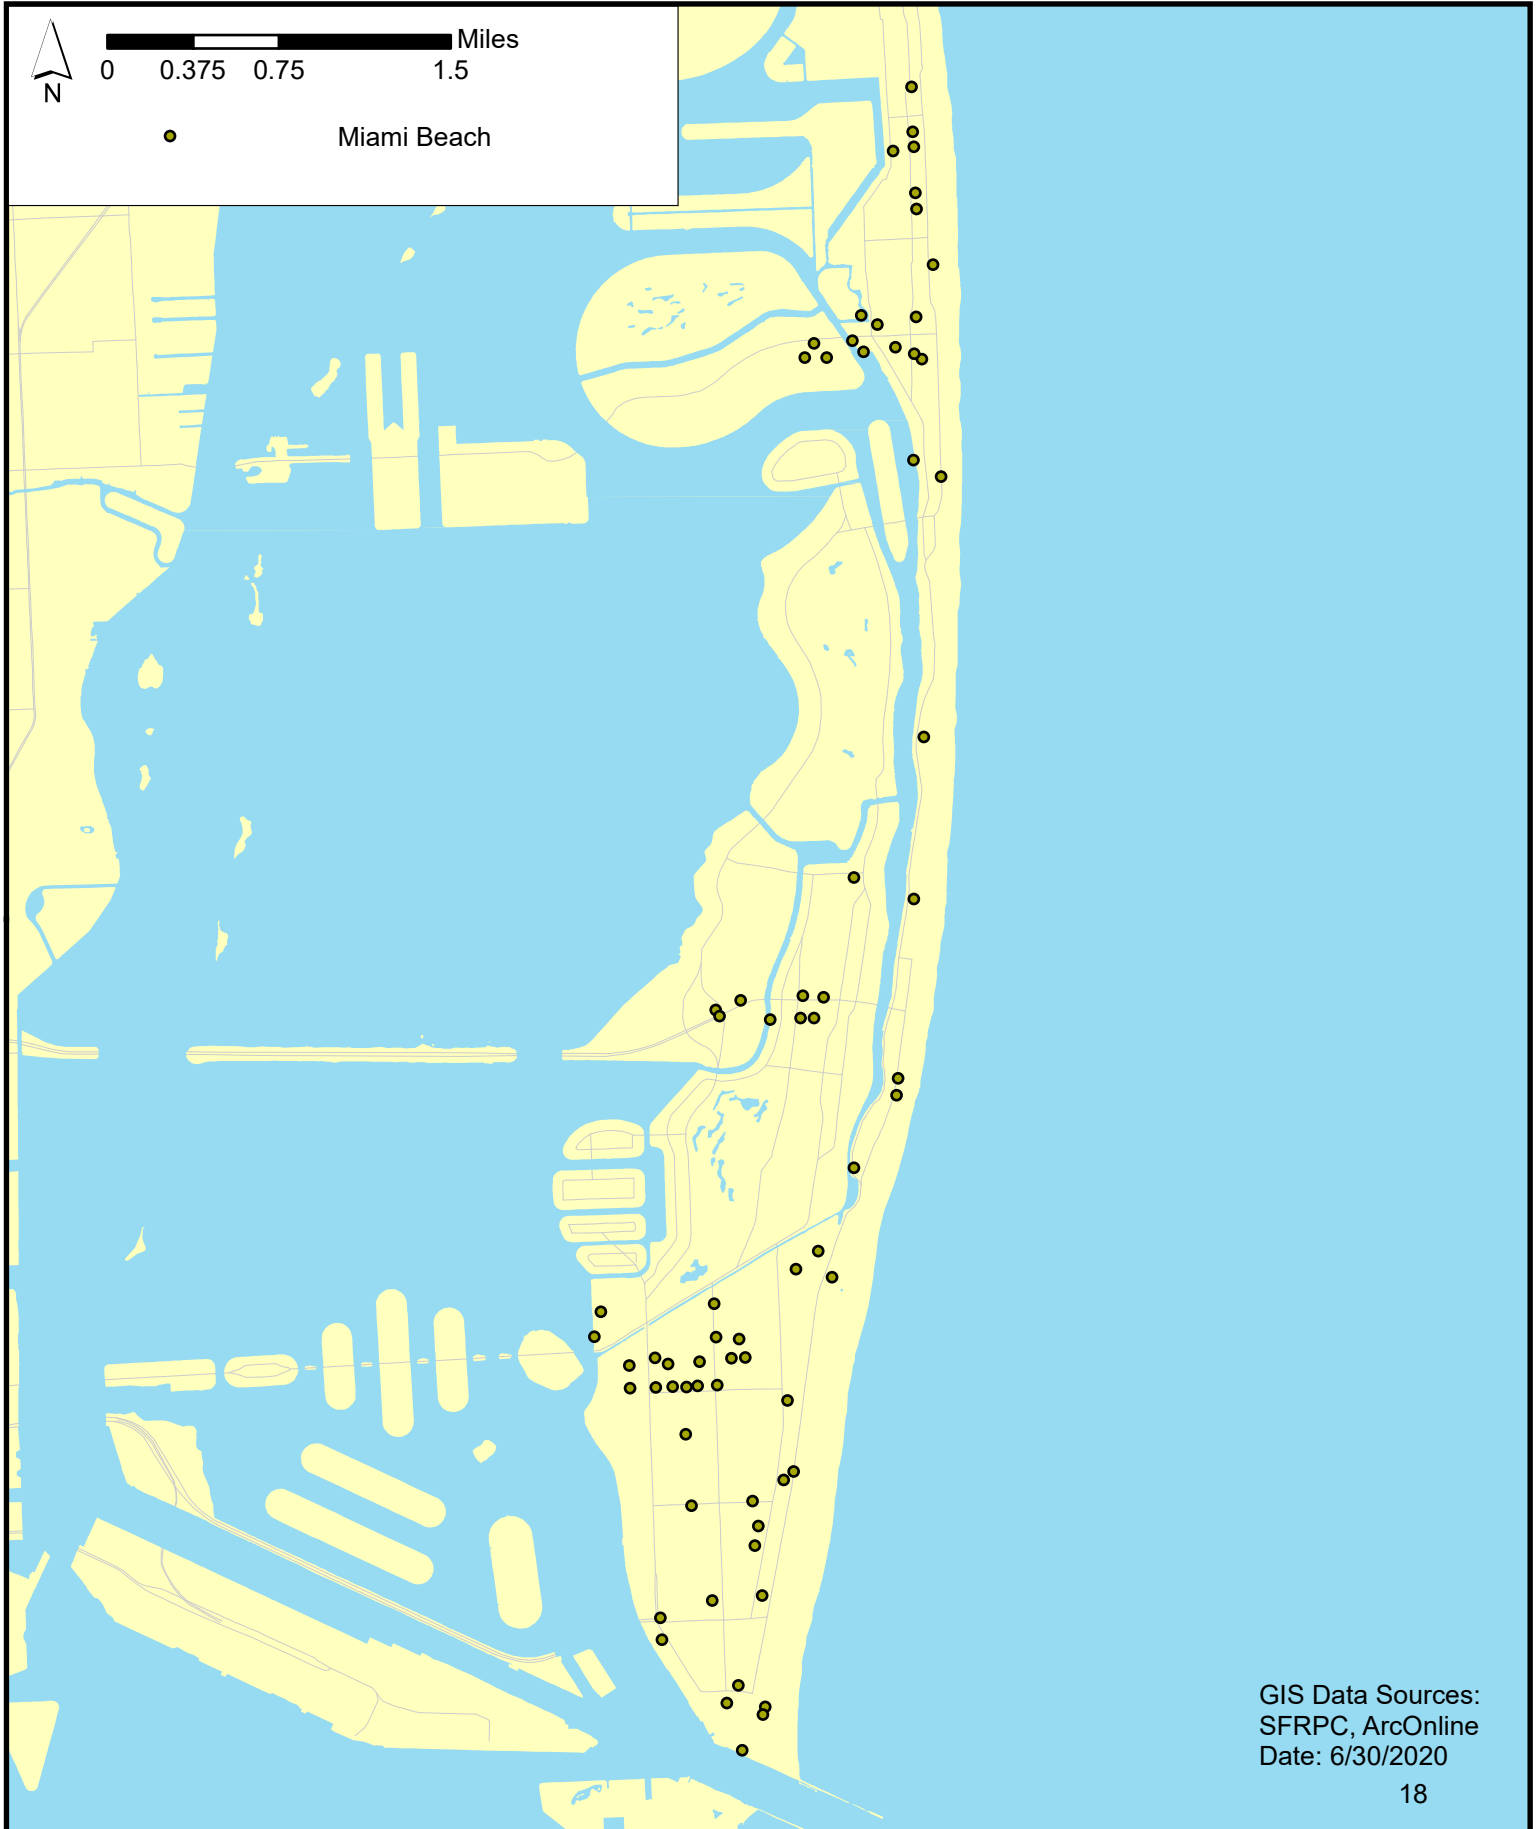 Miles
0 0.375 0.75 1.5
N
Miami Beach
GIS Data Sources:
SFRPC, ArcOnline
Date: 6/30/2020
18